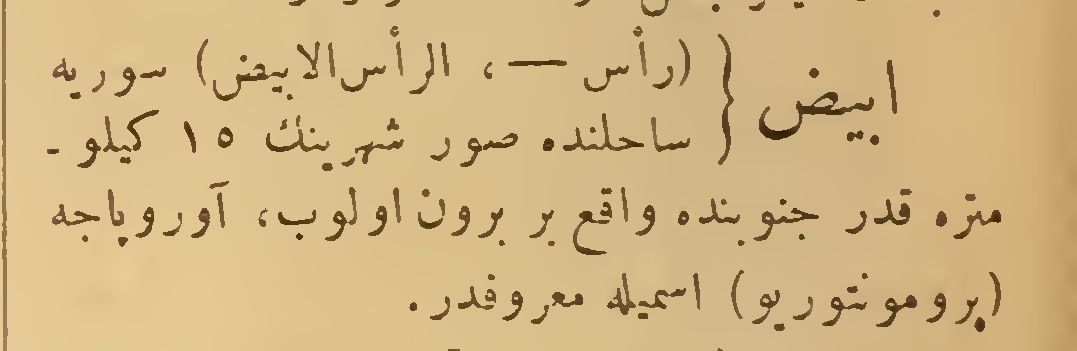 ابيض { (رأس —، الرأس الابيض) سوريه
ساحلنده صور شهرينك ١٥ كيلو -
متره قدر جنوبنده واقع بر برون اولوب، آوروپاجه
(پرومونتوريو) اسميله معروفدر.